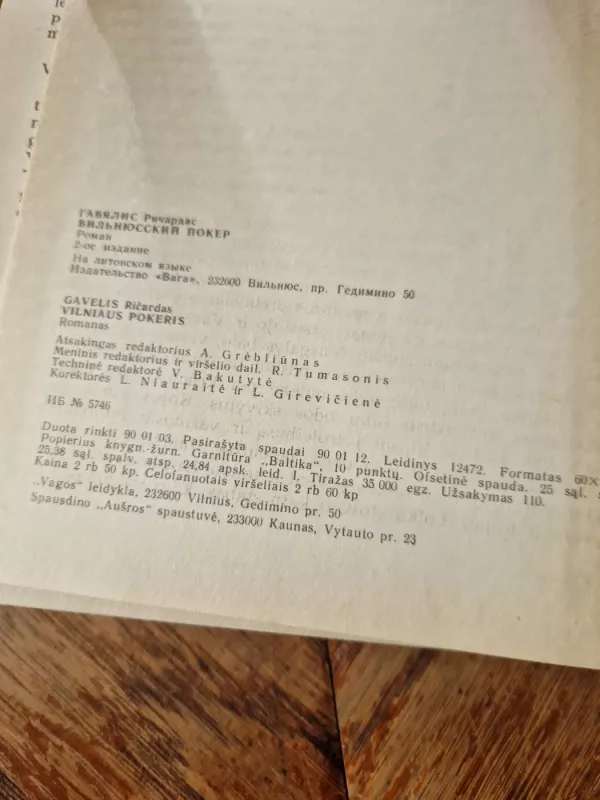 ГАВЯЛИС Ричардас
ВИЛЬНЮССКИЙ ПОКЕР
Роман
2-ое издание
На литовском языке
Издательство «Вага», 232600 Вильнюс, пр. Гедимино 50
GAVELIS Ričardas
VILNIAUS POKERIS
Romanas
Atsakingas redaktorius A. Grėbliūnas
Meninis redaktorius ir viršelio dail. R. Tumasonis
Techninė redaktorė V. Bakutytė
Korektorės L. Niauraitė ir L. Girevičienė
НБ № 5746
Duota rinkti 90 01 03. Pasirašyta spaudai 90 01 12. Leidinys 12472. Formatas 60×
Popierius knygn.-žurn. Garnitūra „Baltika“, 10 punktų. Ofsetinė spauda. 25 sąl.
25,38 sąl. spalv. atsp. 24,84 apsk. leid. l. Tiražas 35 000 egz. Užsakymas 110.
Kaina 2 rb 50 kp. Celofanuotais viršeliais 2 rb 60 kp
„Vagos“ leidykla, 232600 Vilnius, Gedimino pr. 50
Spausdino „Aušros“ spaustuvė, 233000 Kaunas, Vytauto pr. 23